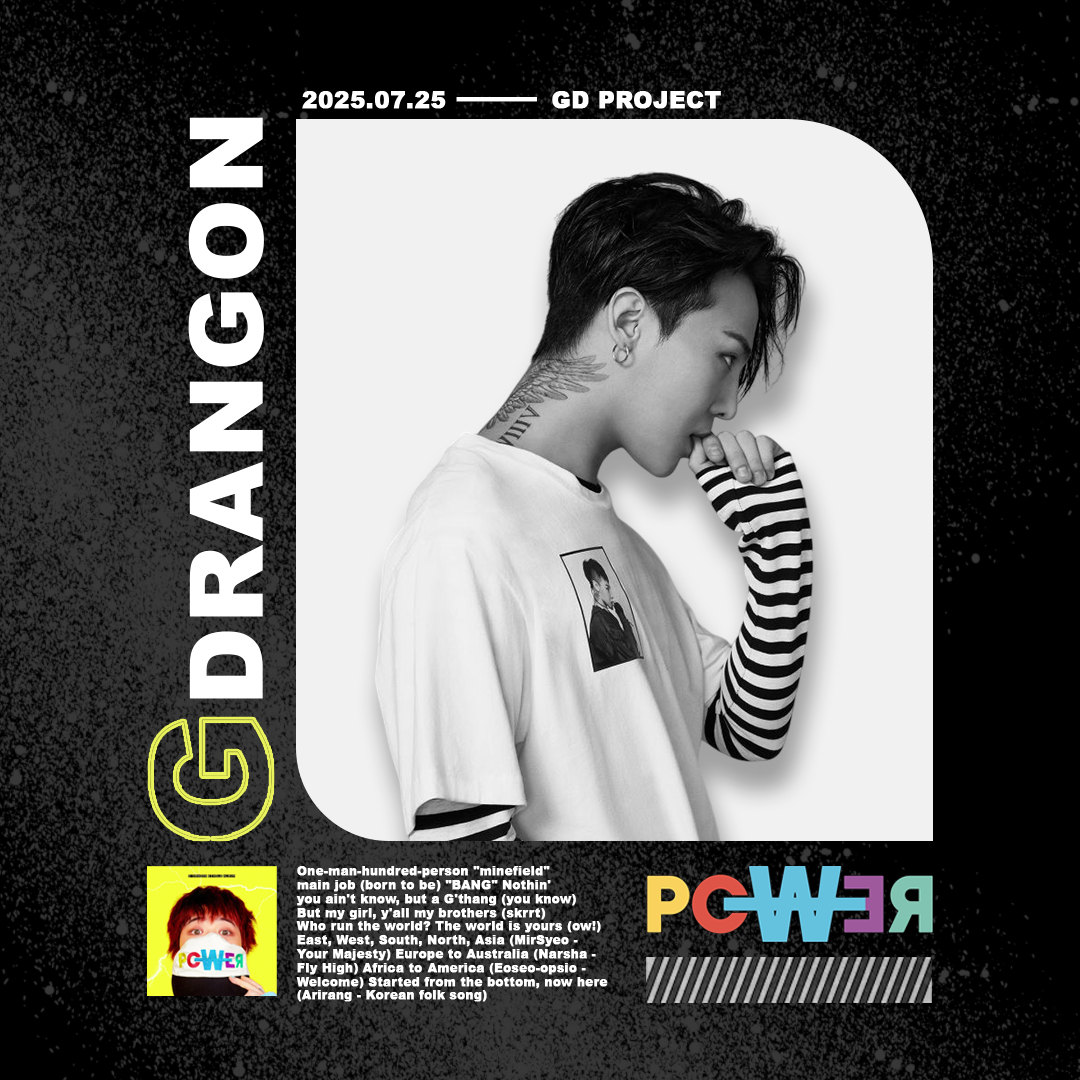 2025.07.25 GD PROJECT
GDRANGON
One-man-hundred-person "minefield"
main job (born to be) "BANG" Nothin'
you ain't know, but a G'thang (you know)
But my girl, y'all my brothers (skrrt)
Who run the world? The world is yours (ow!)
East, West, South, North, Asia (MirSyeo -
Your Majesty) Europe to Australia (Narsha -
Fly High) Africa to America (Eoseo-opsio -
Welcome) Started from the bottom, now here
(Arirang - Korean folk song)
POWER
POWER